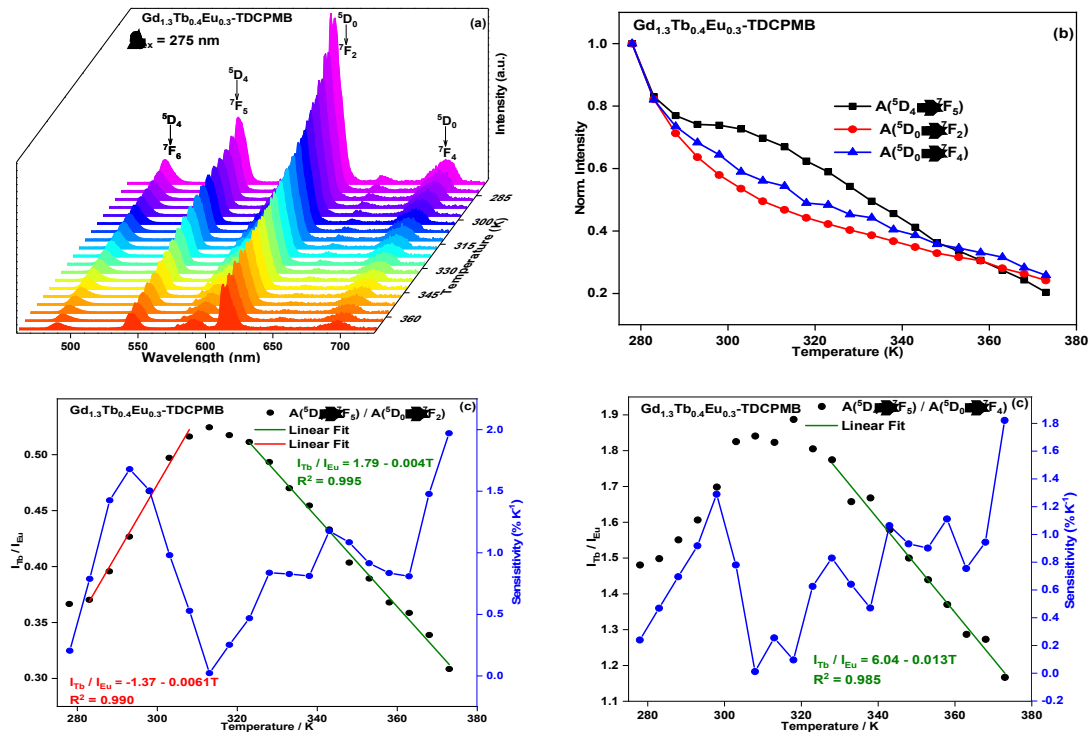 Gd1.3Tb0.4Eu0.3-TDCPMB
(a)
ex = 275 nm
5D0
7F2
5D4
7F5
5D4
7F6
5D0
7F4
Intensity (a.u.)
285
300
315
330
345
360
Temperature (K)
500
550
600
650
700
Wavelength (nm)
Gd1.3Tb0.4Eu0.3-TDCPMB
(b)
A(5D4 7F5)
A(5D0 7F2)
A(5D0 7F4)
Norm. Intensity
1.0
0.8
0.6
0.4
0.2
280
300
320
340
360
380
Temperature (K)
Gd1.3Tb0.4Eu0.3-TDCPMB
A(5D 7F5) / A(5D0 7F2)
(c)
Linear Fit
Linear Fit
ITb / IEu = 1.79 - 0.004T
R2 = 0.995
ITb / IEu = -1.37 - 0.0061T
R2 = 0.990
ITb / IEu
0.50
0.45
0.40
0.35
0.30
2.0
1.5
1.0
0.5
0.0
Sensisitivity (% K-1)
280
300
320
340
360
380
Temperature / K
Gd1.3Tb0.4Eu0.3-TDCPMB
A(5D 7F5) / A(5D0 7F4)
(c)
Linear Fit
ITb / IEu = 6.04 - 0.013T
R2 = 0.985
ITb / IEu
1.9
1.8
1.7
1.6
1.5
1.4
1.3
1.2
1.1
1.8
1.6
1.4
1.2
1.0
0.8
0.6
0.4
0.2
0.0
-0.2
Sensisitivity (% K-1)
280
300
320
340
360
380
Temperature / K